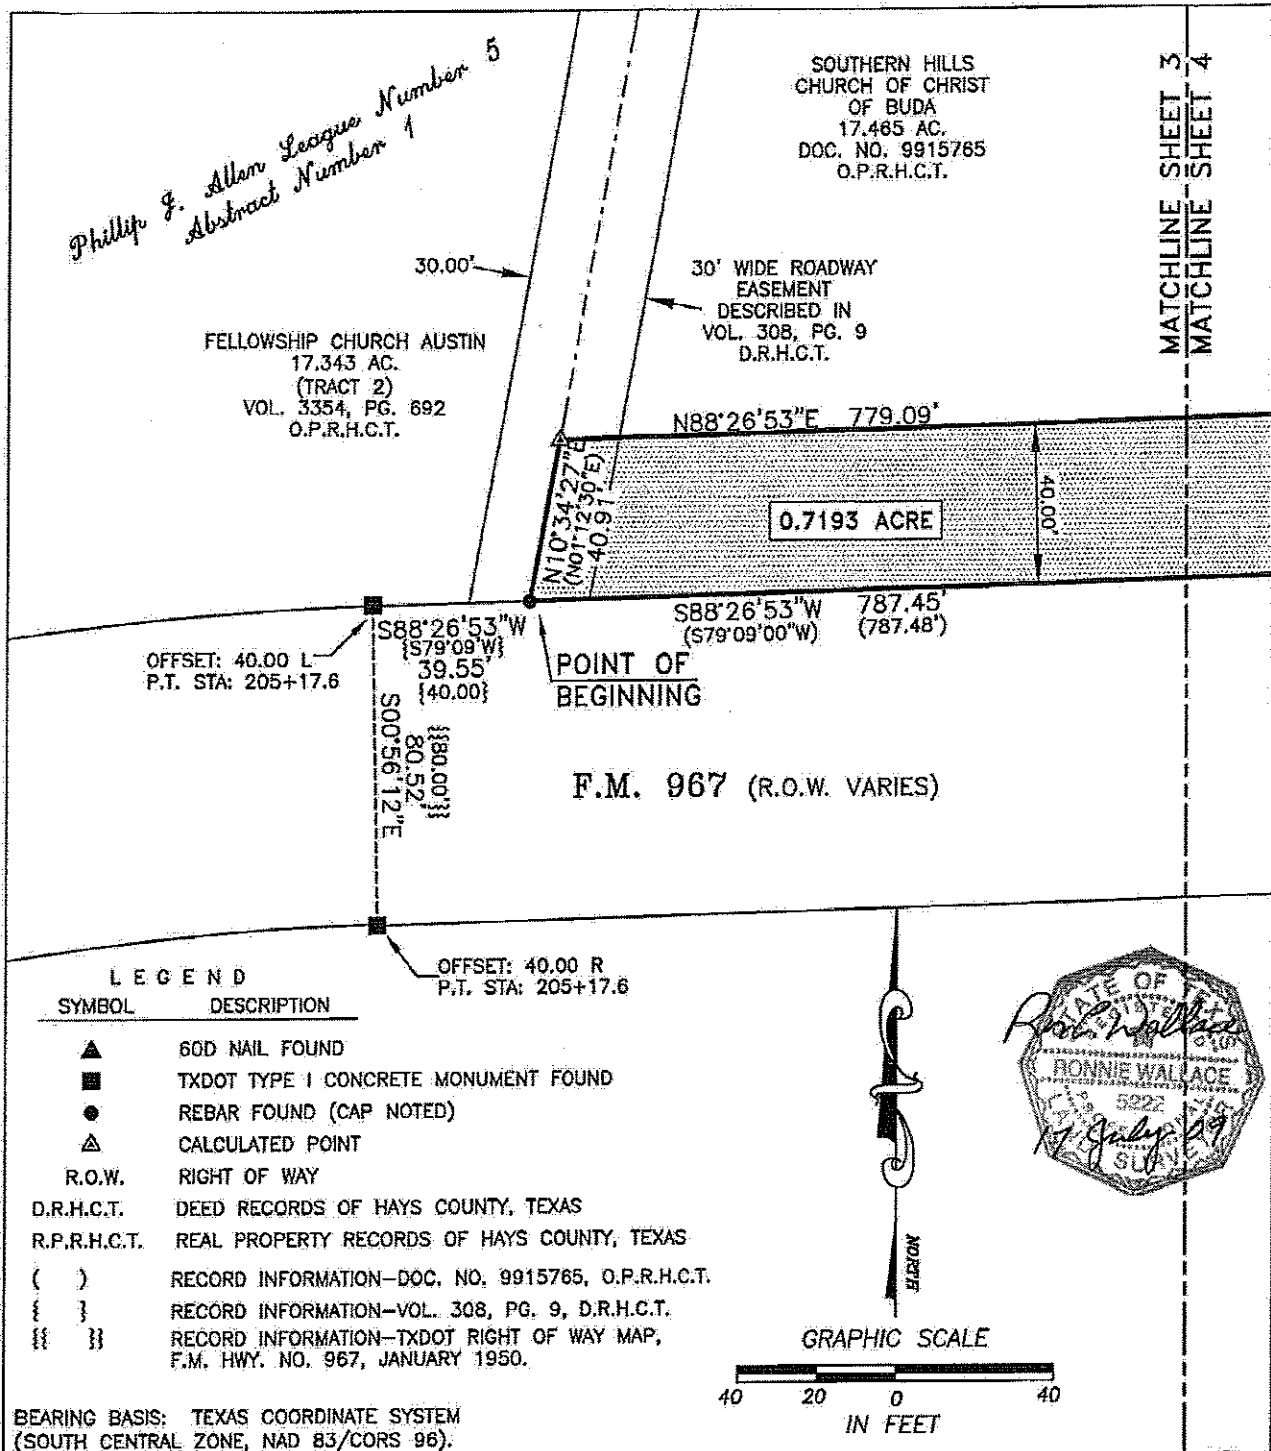 Phillip J. Allen League Number 5
Abstract Number 1
SOUTHERN HILLS
CHURCH OF CHRIST
OF BUDA
17.465 AC.
DOC. NO. 9915765
O.P.R.H.C.T.
MATCHLINE SHEET 3
MATCHLINE SHEET 4
30.00'
30' WIDE ROADWAY
EASEMENT
DESCRIBED IN
VOL. 308, PG. 9
D.R.H.C.T.
FELLOWSHIP CHURCH AUSTIN
17.343 AC.
(TRACT 2)
VOL. 3354, PG. 692
O.P.R.H.C.T.
N88°26'53"E 779.09'
N10°34'27"E
(N01°12'30"E)
40.91'
0.7193 ACRE
40.00'
S88°26'53"W 787.45'
(S79°09'00"W) (787.48')
S88°26'53"W
{S79°09'W}
39.55'
{40.00}
OFFSET: 40.00 L
P.T. STA: 205+17.6
POINT OF
BEGINNING
{{80.00'}}
80.52'
S00°56'12"E
F.M. 967 (R.O.W. VARIES)
OFFSET: 40.00 R
P.T. STA: 205+17.6
LEGEND
SYMBOL DESCRIPTION
60D NAIL FOUND
TXDOT TYPE I CONCRETE MONUMENT FOUND
REBAR FOUND (CAP NOTED)
CALCULATED POINT
R.O.W. RIGHT OF WAY
D.R.H.C.T. DEED RECORDS OF HAYS COUNTY, TEXAS
R.P.R.H.C.T. REAL PROPERTY RECORDS OF HAYS COUNTY, TEXAS
( ) RECORD INFORMATION-DOC. NO. 9915765, O.P.R.H.C.T.
{ } RECORD INFORMATION-VOL. 308, PG. 9, D.R.H.C.T.
{{ }} RECORD INFORMATION-TXDOT RIGHT OF WAY MAP,
F.M. HWY. NO. 967, JANUARY 1950.
BEARING BASIS: TEXAS COORDINATE SYSTEM
(SOUTH CENTRAL ZONE, NAD 83/CORS 96).
NORTH
GRAPHIC SCALE
40 20 0 40
IN FEET
STATE OF TEXAS
Ronnie Wallace
RONNIE WALLACE
5222
17 July 09